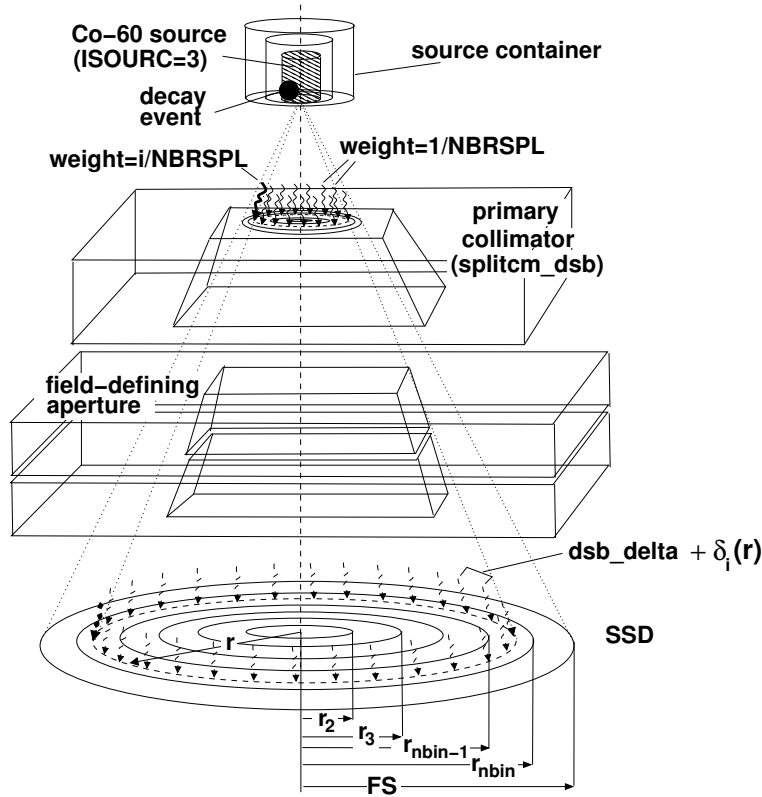 Co−60 source
(ISOURC=3)
source container
decay
event
weight=i/NBRSPL
weight=1/NBRSPL
primary
collimator
(splitcm_dsb)
field−defining
aperture
dsb_delta + δi(r)
SSD
r
r2
r3
rnbin−1
rnbin
FS